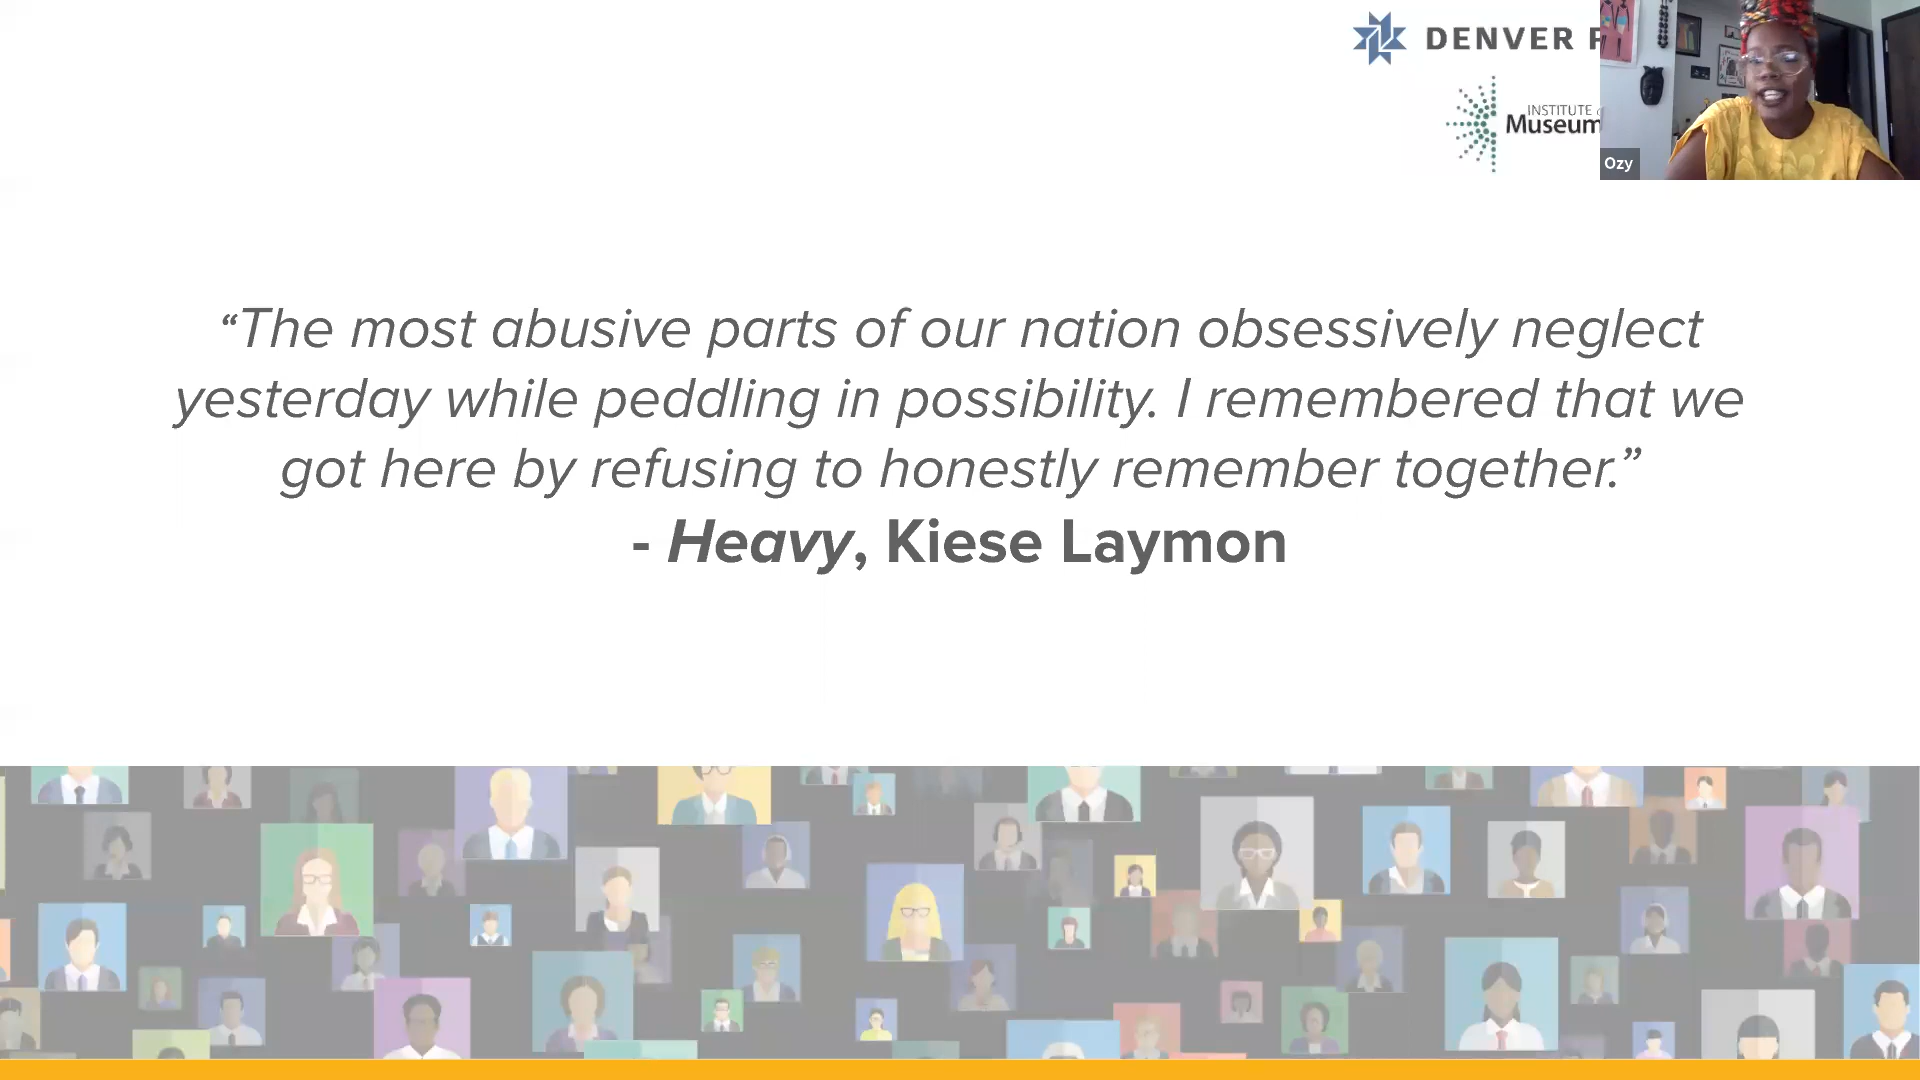 DENVER
INSTITUTE
Museum
Ozy
“The most abusive parts of our nation obsessively neglect
yesterday while peddling in possibility. I remembered that we
got here by refusing to honestly remember together.”
- Heavy, Kiese Laymon